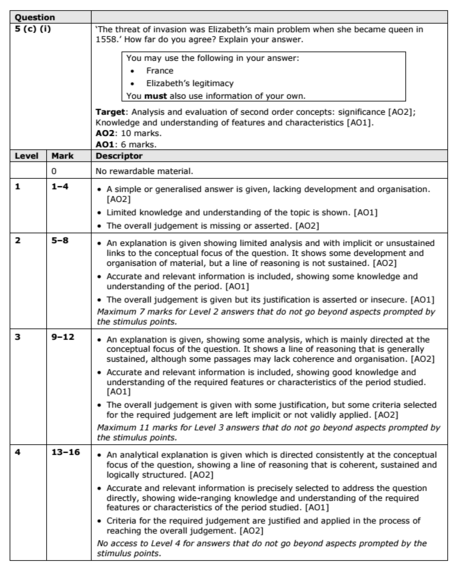 Question
5 (c) (i)
‘The threat of invasion was Elizabeth’s main problem when she became queen in
1558.’ How far do you agree? Explain your answer.
You may use the following in your answer:
• France
• Elizabeth’s legitimacy
You must also use information of your own.
Target: Analysis and evaluation of second order concepts: significance [AO2];
Knowledge and understanding of features and characteristics [AO1].
AO2: 10 marks.
AO1: 6 marks.
Level Mark Descriptor
0 No rewardable material.
1 1–4 • A simple or generalised answer is given, lacking development and organisation.
[AO2]
• Limited knowledge and understanding of the topic is shown. [AO1]
• The overall judgement is missing or asserted. [AO2]
2 5–8 • An explanation is given showing limited analysis and with implicit or unsustained
links to the conceptual focus of the question. It shows some development and
organisation of material, but a line of reasoning is not sustained. [AO2]
• Accurate and relevant information is included, showing some knowledge and
understanding of the period. [AO1]
• The overall judgement is given but its justification is asserted or insecure. [AO1]
Maximum 7 marks for Level 2 answers that do not go beyond aspects prompted by
the stimulus points.
3 9–12 • An explanation is given, showing some analysis, which is mainly directed at the
conceptual focus of the question. It shows a line of reasoning that is generally
sustained, although some passages may lack coherence and organisation. [AO2]
• Accurate and relevant information is included, showing good knowledge and
understanding of the required features or characteristics of the period studied.
[AO1]
• The overall judgement is given with some justification, but some criteria selected
for the required judgement are left implicit or not validly applied. [AO2]
Maximum 11 marks for Level 3 answers that do not go beyond aspects prompted by
the stimulus points.
4 13–16 • An analytical explanation is given which is directed consistently at the conceptual
focus of the question, showing a line of reasoning that is coherent, sustained and
logically structured. [AO2]
• Accurate and relevant information is precisely selected to address the question
directly, showing wide-ranging knowledge and understanding of the required
features or characteristics of the period studied. [AO1]
• Criteria for the required judgement are justified and applied in the process of
reaching the overall judgement. [AO2]
No access to Level 4 for answers that do not go beyond aspects prompted by the
stimulus points.